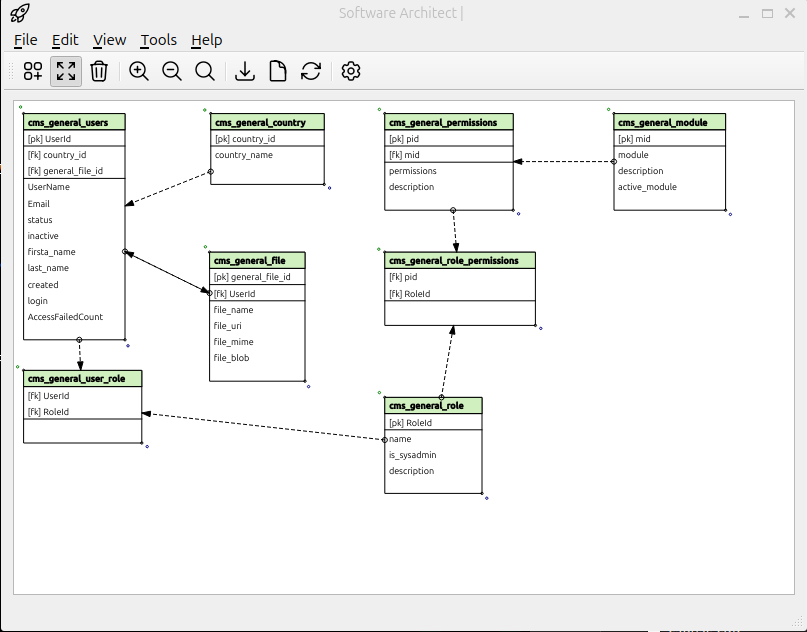 Software Architect |
File Edit View Tools Help
cms_general_users
[pk] UserId
[fk] country_id
[fk] general_file_id
UserName
Email
status
inactive
firsta_name
last_name
created
login
AccessFailedCount
cms_general_country
[pk] country_id
country_name
cms_general_permissions
[pk] pid
[fk] mid
permissions
description
cms_general_module
[pk] mid
module
description
active_module
cms_general_file
[pk] general_file_id
[fk] UserId
file_name
file_uri
file_mime
file_blob
cms_general_role_permissions
[fk] pid
[fk] RoleId
cms_general_user_role
[fk] UserId
[fk] RoleId
cms_general_role
[pk] RoleId
name
is_sysadmin
description